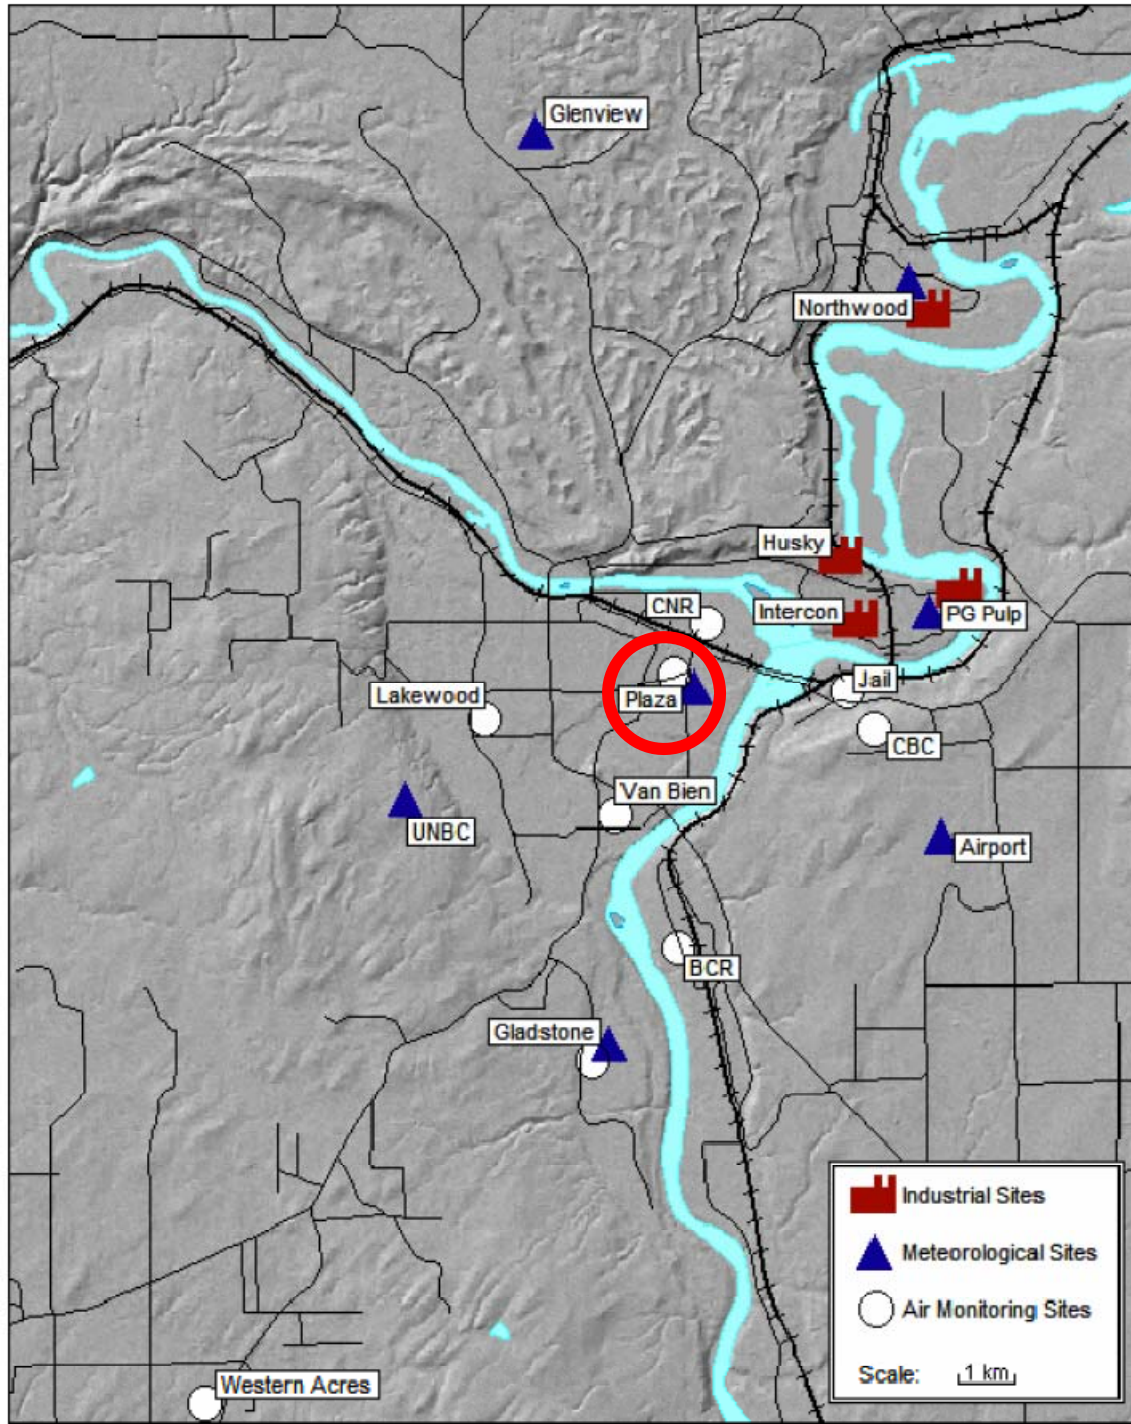 Glenview
Northwood
Husky
CNR
Intercon
PG Pulp
Jail
Lakewood
Plaza
CBC
Van Bien
UNBC
Airport
BCR
Gladstone
Industrial Sites
Meteorological Sites
Air Monitoring Sites
Scale: 1 km
Western Acres